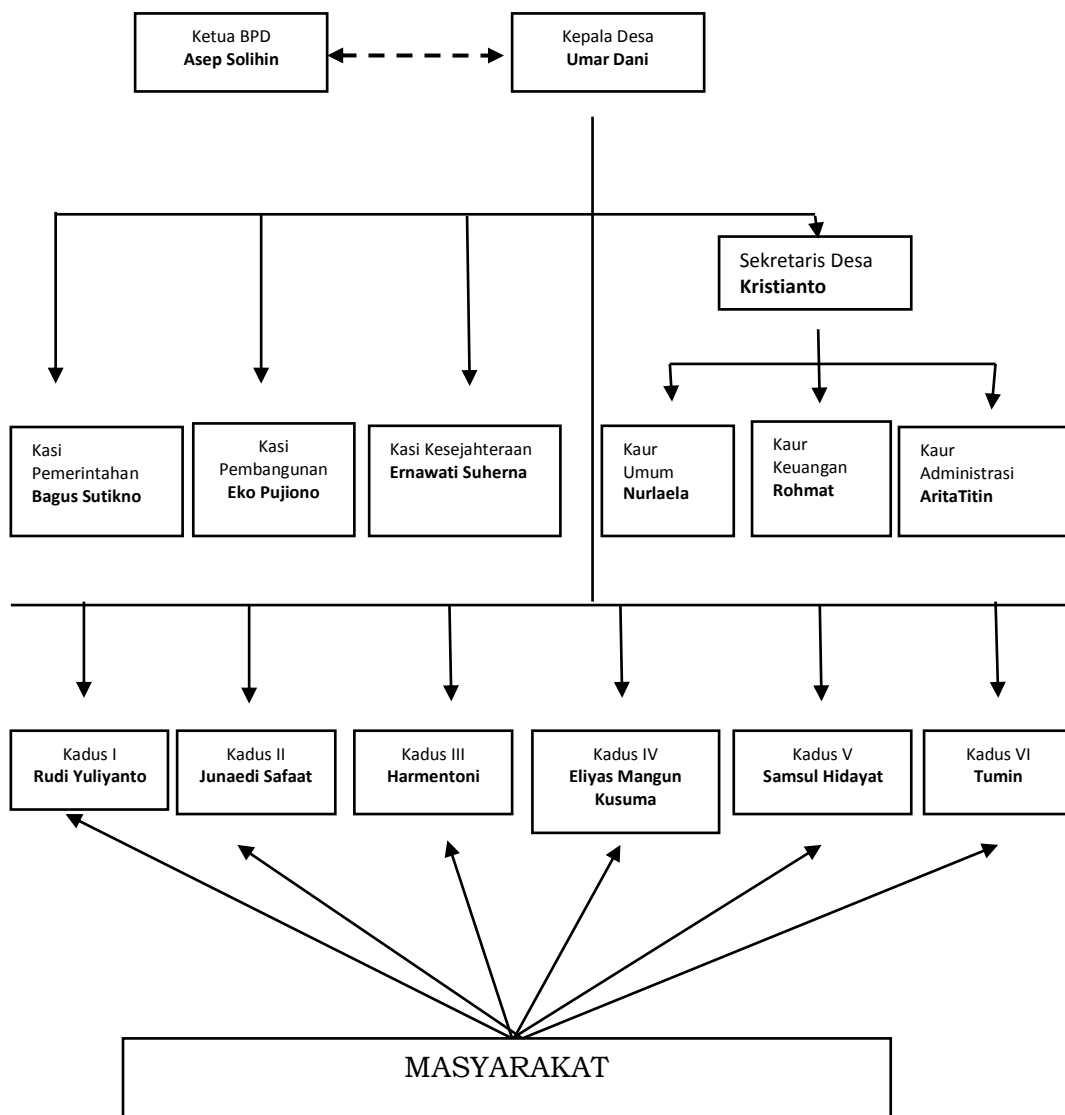 Ketua BPD
Asep Solihin
Kepala Desa
Umar Dani
Sekretaris Desa
Kristianto
Kasi
Pemerintahan
Bagus Sutikno
Kasi
Pembangunan
Eko Pujiono
Kasi Kesejahteraan
Ernawati Suherna
Kaur
Umum
Nurlaela
Kaur
Keuangan
Rohmat
Kaur
Administrasi
AritaTitin
Kadus I
Rudi Yuliyanto
Kadus II
Junaedi Safaat
Kadus III
Harmentoni
Kadus IV
Eliyas Mangun
Kusuma
Kadus V
Samsul Hidayat
Kadus VI
Tumin
MASYARAKAT